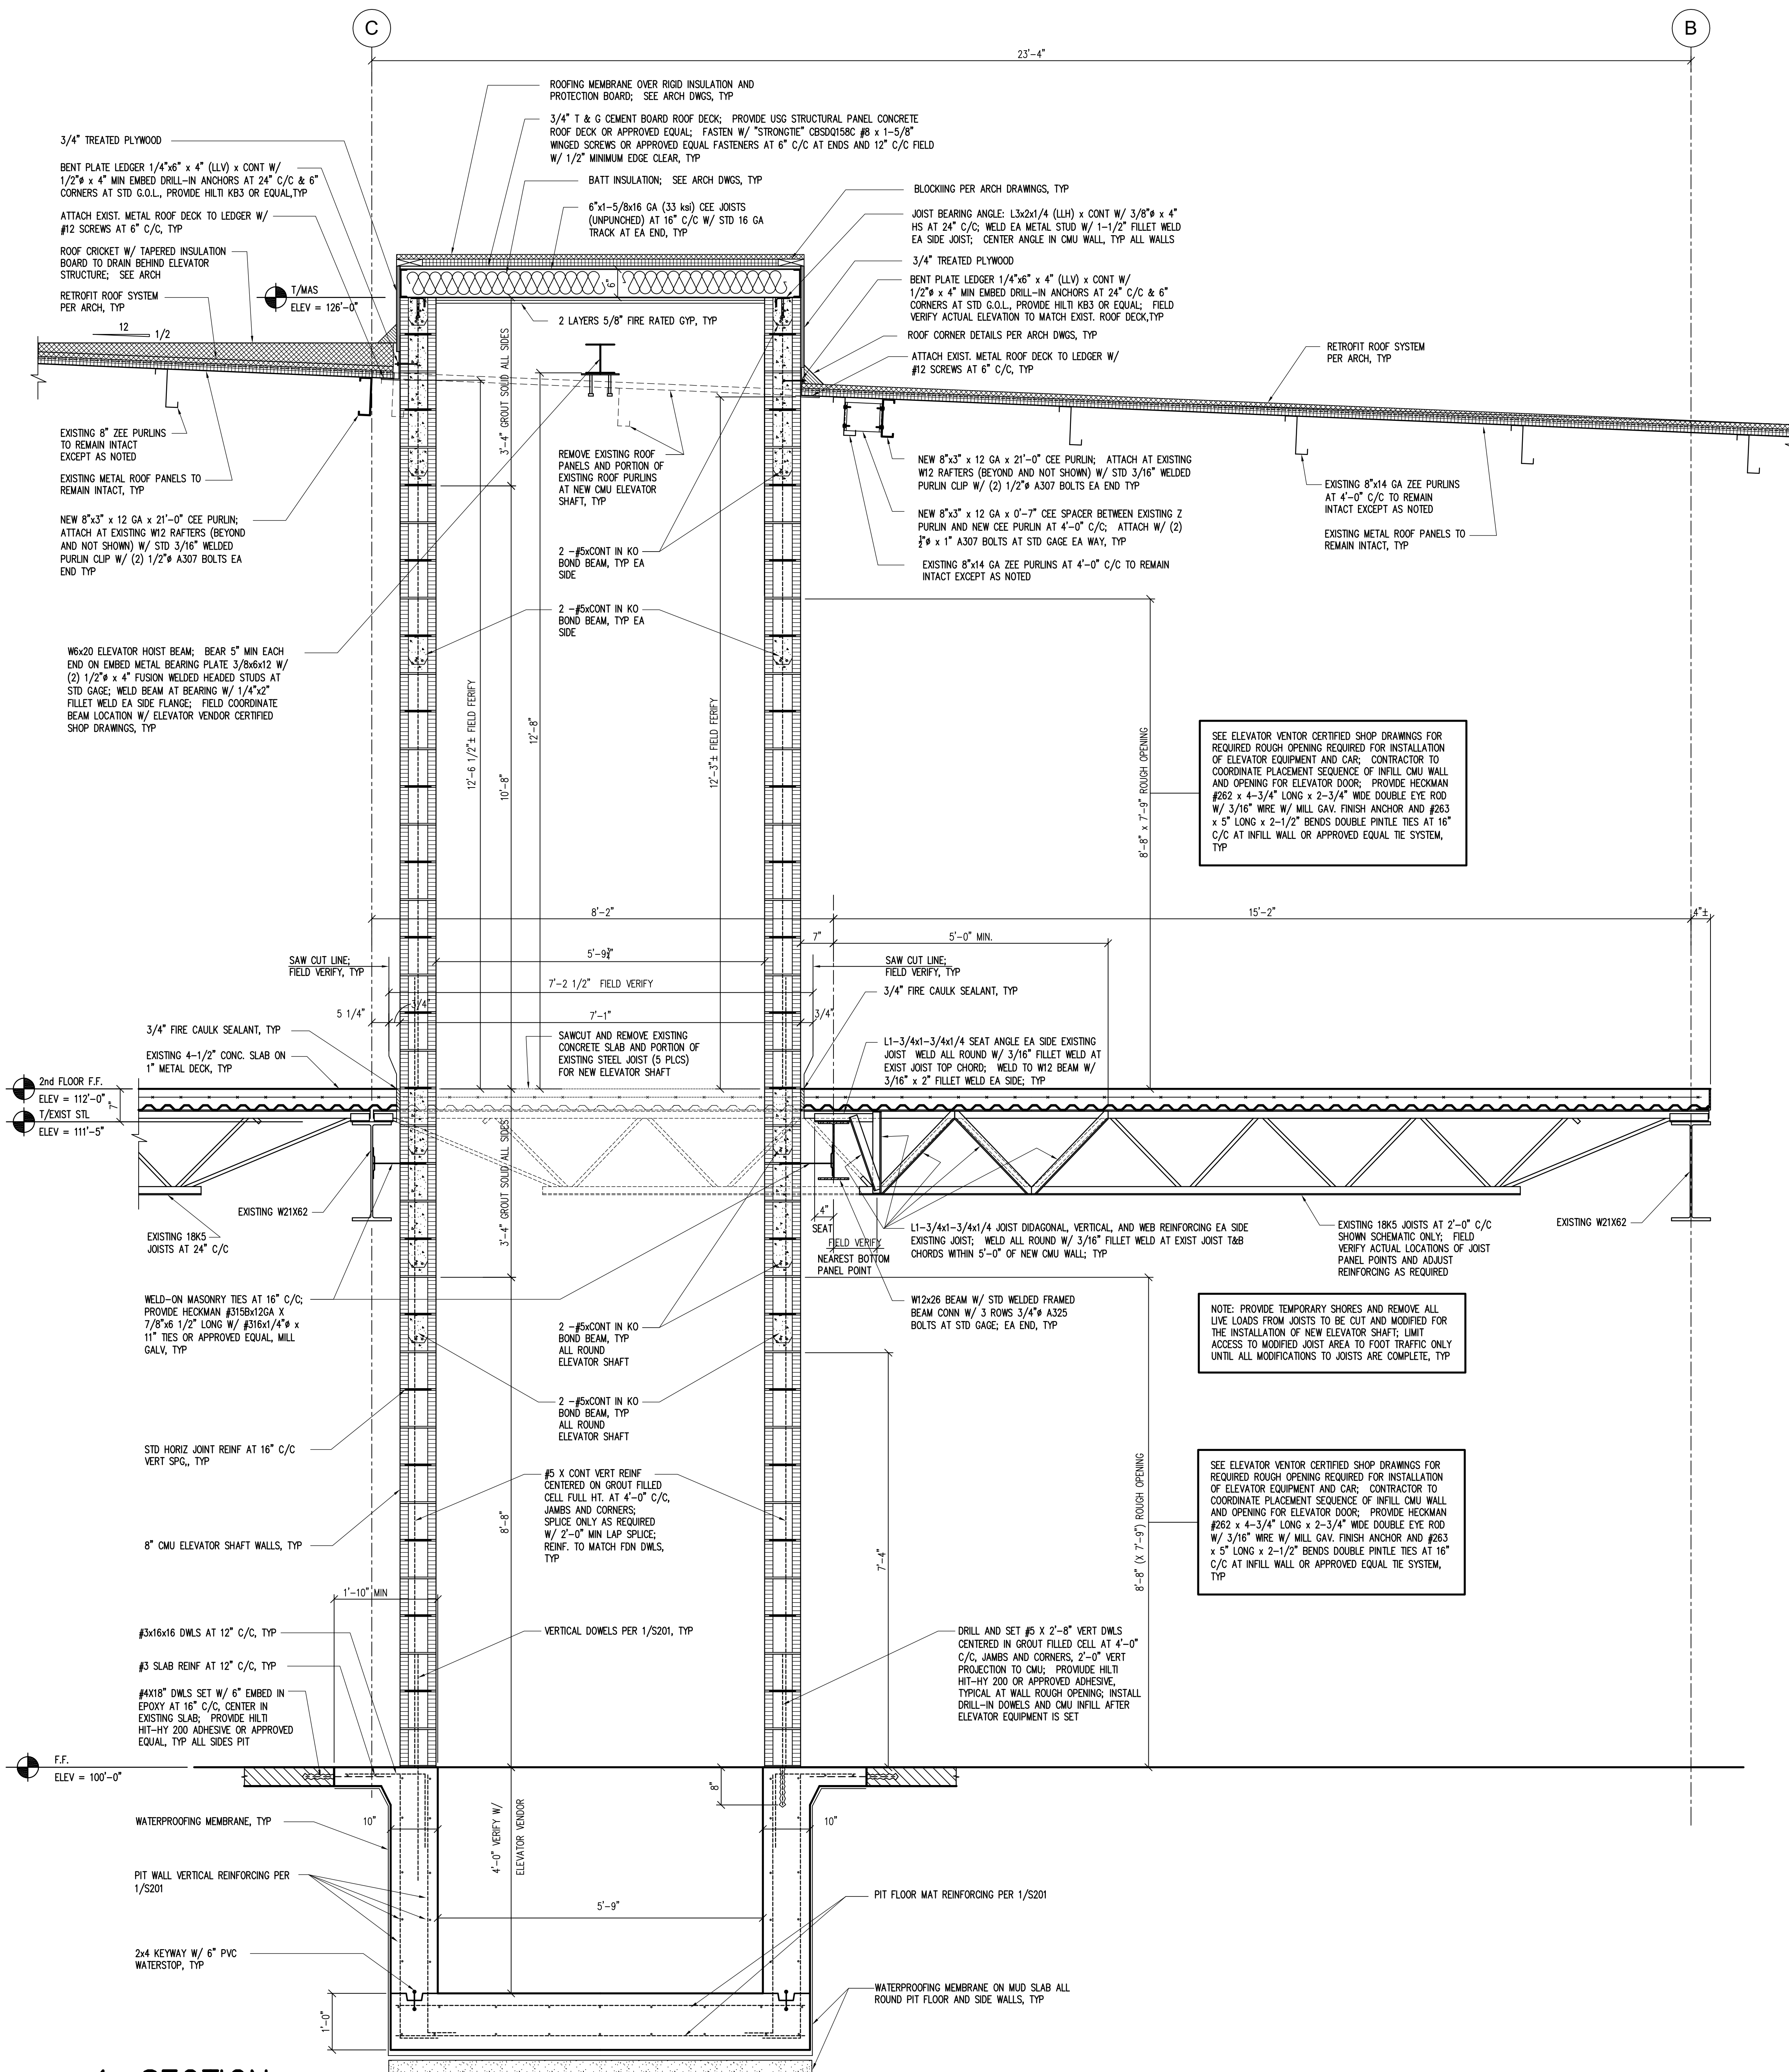 C
B
23'-4"
ROOFING MEMBRANE OVER RIGID INSULATION AND
PROTECTION BOARD; SEE ARCH DWGS, TYP
3/4" T & G CEMENT BOARD ROOF DECK; PROVIDE USG STRUCTURAL PANEL CONCRETE
ROOF DECK OR APPROVED EQUAL; FASTEN W/ "STRONGTIE" CBSDQ158C #8 x 1-5/8"
WINGED SCREWS OR APPROVED EQUAL FASTENERS AT 6" C/C AT ENDS AND 12" C/C FIELD
W/ 1/2" MINIMUM EDGE CLEAR, TYP
BATT INSULATION; SEE ARCH DWGS, TYP
6"x1-5/8x16 GA (33 ksi) CEE JOISTS
(UNPUNCHED) AT 16" C/C W/ STD 16 GA
TRACK AT EA END, TYP
3/4" TREATED PLYWOOD
BENT PLATE LEDGER 1/4"x6" x 4" (LLV) x CONT W/
1/2"ø x 4" MIN EMBED DRILL-IN ANCHORS AT 24" C/C & 6"
CORNERS AT STD G.O.L., PROVIDE HILTI KB3 OR EQUAL,TYP
ATTACH EXIST. METAL ROOF DECK TO LEDGER W/
#12 SCREWS AT 6" C/C, TYP
ROOF CRICKET W/ TAPERED INSULATION
BOARD TO DRAIN BEHIND ELEVATOR
STRUCTURE; SEE ARCH
RETROFIT ROOF SYSTEM
PER ARCH, TYP
T/MAS
ELEV = 126'-0"
12
1/2
BLOCKIING PER ARCH DRAWINGS, TYP
JOIST BEARING ANGLE: L3x2x1/4 (LLH) x CONT W/ 3/8"ø x 4"
HS AT 24" C/C; WELD EA METAL STUD W/ 1-1/2" FILLET WELD
EA SIDE JOIST; CENTER ANGLE IN CMU WALL, TYP ALL WALLS
3/4" TREATED PLYWOOD
BENT PLATE LEDGER 1/4"x6" x 4" (LLV) x CONT W/
1/2"ø x 4" MIN EMBED DRILL-IN ANCHORS AT 24" C/C & 6"
CORNERS AT STD G.O.L., PROVIDE HILTI KB3 OR EQUAL; FIELD
VERIFY ACTUAL ELEVATION TO MATCH EXIST. ROOF DECK,TYP
ROOF CORNER DETAILS PER ARCH DWGS, TYP
ATTACH EXIST. METAL ROOF DECK TO LEDGER W/
#12 SCREWS AT 6" C/C, TYP
RETROFIT ROOF SYSTEM
PER ARCH, TYP
6"
2 LAYERS 5/8" FIRE RATED GYP, TYP
3'-4" GROUT SOLID ALL SIDES
EXISTING 8" ZEE PURLINS
TO REMAIN INTACT
EXCEPT AS NOTED
EXISTING METAL ROOF PANELS TO
REMAIN INTACT, TYP
NEW 8"x3" x 12 GA x 21'-0" CEE PURLIN;
ATTACH AT EXISTING W12 RAFTERS (BEYOND
AND NOT SHOWN) W/ STD 3/16" WELDED
PURLIN CLIP W/ (2) 1/2"ø A307 BOLTS EA
END TYP
REMOVE EXISTING ROOF
PANELS AND PORTION OF
EXISTING ROOF PURLINS
AT NEW CMU ELEVATOR
SHAFT, TYP
2 -#5xCONT IN KO
BOND BEAM, TYP EA
SIDE
2 -#5xCONT IN KO
BOND BEAM, TYP EA
SIDE
NEW 8"x3" x 12 GA x 21'-0" CEE PURLIN; ATTACH AT EXISTING
W12 RAFTERS (BEYOND AND NOT SHOWN) W/ STD 3/16" WELDED
PURLIN CLIP W/ (2) 1/2"ø A307 BOLTS EA END TYP
NEW 8"x3" x 12 GA x 0'-7" CEE SPACER BETWEEN EXISTING Z
PURLIN AND NEW CEE PURLIN AT 4'-0" C/C; ATTACH W/ (2)
½"ø x 1" A307 BOLTS AT STD GAGE EA WAY, TYP
EXISTING 8"x14 GA ZEE PURLINS AT 4'-0" C/C TO REMAIN
INTACT EXCEPT AS NOTED
EXISTING 8"x14 GA ZEE PURLINS
AT 4'-0" C/C TO REMAIN
INTACT EXCEPT AS NOTED
EXISTING METAL ROOF PANELS TO
REMAIN INTACT, TYP
W6x20 ELEVATOR HOIST BEAM; BEAR 5" MIN EACH
END ON EMBED METAL BEARING PLATE 3/8x6x12 W/
(2) 1/2"ø x 4" FUSION WELDED HEADED STUDS AT
STD GAGE; WELD BEAM AT BEARING W/ 1/4"x2"
FILLET WELD EA SIDE FLANGE; FIELD COORDINATE
BEAM LOCATION W/ ELEVATOR VENDOR CERTIFIED
SHOP DRAWINGS, TYP
12'-6 1/2"± FIELD FERIFY
10'-8"
12'-8"
12'-3"± FIELD FERIFY
8'-8" x 7'-9" ROUGH OPENING
SEE ELEVATOR VENTOR CERTIFIED SHOP DRAWINGS FOR
REQUIRED ROUGH OPENING REQUIRED FOR INSTALLATION
OF ELEVATOR EQUIPMENT AND CAR; CONTRACTOR TO
COORDINATE PLACEMENT SEQUENCE OF INFILL CMU WALL
AND OPENING FOR ELEVATOR DOOR; PROVIDE HECKMAN
#262 x 4-3/4" LONG x 2-3/4" WIDE DOUBLE EYE ROD
W/ 3/16" WIRE W/ MILL GAV. FINISH ANCHOR AND #263
x 5" LONG x 2-1/2" BENDS DOUBLE PINTLE TIES AT 16"
C/C AT INFILL WALL OR APPROVED EQUAL TIE SYSTEM,
TYP
8'-2"
15'-2"
4"±
7"
5'-0" MIN.
5'-9¾"
SAW CUT LINE;
FIELD VERIFY, TYP
SAW CUT LINE;
FIELD VERIFY, TYP
7'-2 1/2" FIELD VERIFY
5 1/4"
3/4"
7'-1"
3/4"
3/4" FIRE CAULK SEALANT, TYP
3/4" FIRE CAULK SEALANT, TYP
EXISTING 4-1/2" CONC. SLAB ON
1" METAL DECK, TYP
SAWCUT AND REMOVE EXISTING
CONCRETE SLAB AND PORTION OF
EXISTING STEEL JOIST (5 PLCS)
FOR NEW ELEVATOR SHAFT
L1-3/4x1-3/4x1/4 SEAT ANGLE EA SIDE EXISTING
JOIST WELD ALL ROUND W/ 3/16" FILLET WELD AT
EXIST JOIST TOP CHORD; WELD TO W12 BEAM W/
3/16" x 2" FILLET WELD EA SIDE; TYP
2nd FLOOR F.F.
ELEV = 112'-0"
7"
T/EXIST STL
ELEV = 111'-5"
3'-4" GROUT SOLID ALL SIDES
EXISTING W21X62
EXISTING 18K5
JOISTS AT 24" C/C
4"
SEAT
FIELD VERIFY
NEAREST BOTTOM
PANEL POINT
L1-3/4x1-3/4x1/4 JOIST DIDAGONAL, VERTICAL, AND WEB REINFORCING EA SIDE
EXISTING JOIST; WELD ALL ROUND W/ 3/16" FILLET WELD AT EXIST JOIST T&B
CHORDS WITHIN 5'-0" OF NEW CMU WALL; TYP
EXISTING 18K5 JOISTS AT 2'-0" C/C
SHOWN SCHEMATIC ONLY; FIELD
VERIFY ACTUAL LOCATIONS OF JOIST
PANEL POINTS AND ADJUST
REINFORCING AS REQUIRED
EXISTING W21X62
WELD-ON MASONRY TIES AT 16" C/C;
PROVIDE HECKMAN #315Bx12GA X
7/8"x6 1/2" LONG W/ #316x1/4"ø x
11" TIES OR APPROVED EQUAL, MILL
GALV, TYP
2 -#5xCONT IN KO
BOND BEAM, TYP
ALL ROUND
ELEVATOR SHAFT
W12x26 BEAM W/ STD WELDED FRAMED
BEAM CONN W/ 3 ROWS 3/4"ø A325
BOLTS AT STD GAGE; EA END, TYP
NOTE: PROVIDE TEMPORARY SHORES AND REMOVE ALL
LIVE LOADS FROM JOISTS TO BE CUT AND MODIFIED FOR
THE INSTALLATION OF NEW ELEVATOR SHAFT; LIMIT
ACCESS TO MODIFIED JOIST AREA TO FOOT TRAFFIC ONLY
UNTIL ALL MODIFICATIONS TO JOISTS ARE COMPLETE, TYP
2 -#5xCONT IN KO
BOND BEAM, TYP
ALL ROUND
ELEVATOR SHAFT
STD HORIZ JOINT REINF AT 16" C/C
VERT SPG,, TYP
#5 X CONT VERT REINF
CENTERED ON GROUT FILLED
CELL FULL HT. AT 4'-0" C/C,
JAMBS AND CORNERS;
SPLICE ONLY AS REQUIRED
W/ 2'-0" MIN LAP SPLICE;
REINF. TO MATCH FDN DWLS,
TYP
8'-8"
7'-4"
8'-8" (X 7'-9") ROUGH OPENING
SEE ELEVATOR VENTOR CERTIFIED SHOP DRAWINGS FOR
REQUIRED ROUGH OPENING REQUIRED FOR INSTALLATION
OF ELEVATOR EQUIPMENT AND CAR; CONTRACTOR TO
COORDINATE PLACEMENT SEQUENCE OF INFILL CMU WALL
AND OPENING FOR ELEVATOR DOOR; PROVIDE HECKMAN
#262 x 4-3/4" LONG x 2-3/4" WIDE DOUBLE EYE ROD
W/ 3/16" WIRE W/ MILL GAV. FINISH ANCHOR AND #263
x 5" LONG x 2-1/2" BENDS DOUBLE PINTLE TIES AT 16"
C/C AT INFILL WALL OR APPROVED EQUAL TIE SYSTEM,
TYP
8" CMU ELEVATOR SHAFT WALLS, TYP
1'-10" MIN
#3x16x16 DWLS AT 12" C/C, TYP
#3 SLAB REINF AT 12" C/C, TYP
#4X18" DWLS SET W/ 6" EMBED IN
EPOXY AT 16" C/C, CENTER IN
EXISTING SLAB; PROVIDE HILTI
HIT-HY 200 ADHESIVE OR APPROVED
EQUAL, TYP ALL SIDES PIT
VERTICAL DOWELS PER 1/S201, TYP
DRILL AND SET #5 X 2'-8" VERT DWLS
CENTERED IN GROUT FILLED CELL AT 4'-0"
C/C, JAMBS AND CORNERS, 2'-0" VERT
PROJECTION TO CMU; PROVIUDE HILTI
HIT-HY 200 OR APPROVED ADHESIVE,
TYPICAL AT WALL ROUGH OPENING; INSTALL
DRILL-IN DOWELS AND CMU INFILL AFTER
ELEVATOR EQUIPMENT IS SET
F.F.
ELEV = 100'-0"
8"
WATERPROOFING MEMBRANE, TYP
10"
10"
4'-0" VERIFY W/
ELEVATOR VENDOR
PIT WALL VERTICAL REINFORCING PER
1/S201
5'-9"
PIT FLOOR MAT REINFORCING PER 1/S201
2x4 KEYWAY W/ 6" PVC
WATERSTOP, TYP
1'-0"
WATERPROOFING MEMBRANE ON MUD SLAB ALL
ROUND PIT FLOOR AND SIDE WALLS, TYP
1 SECTION